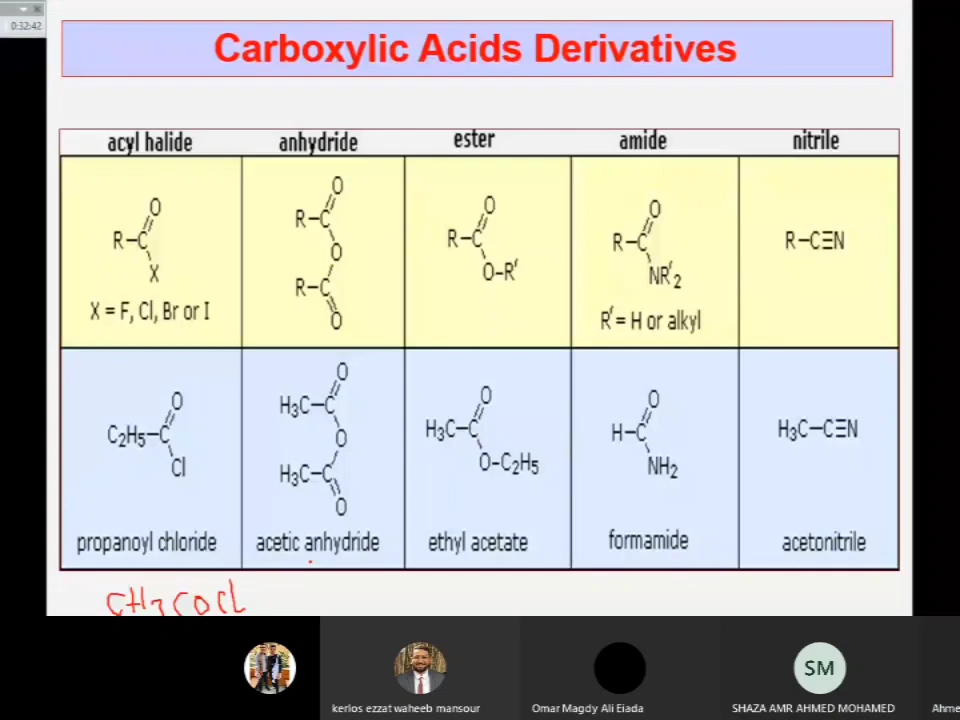 0:32:42
Carboxylic Acids Derivatives
acyl halide anhydride ester amide nitrile
O
R–C
X
X = F, Cl, Br or I
O
R–C
O
R–C
O
O
R–C
O–R′
O
R–C
NR′₂
R′= H or alkyl
R–C≡N
O
C₂H₅–C
Cl
propanoyl chloride
O
H₃C–C
O
H₃C–C
O
acetic anhydride
O
H₃C–C
O–C₂H₅
ethyl acetate
O
H–C
NH₂
formamide
H₃C–C≡N
acetonitrile
CH₃COCl
SM
kerlos ezzat waheeb mansour
Omar Magdy Ali Eiada
SHAZA AMR AHMED MOHAMED
Ahme